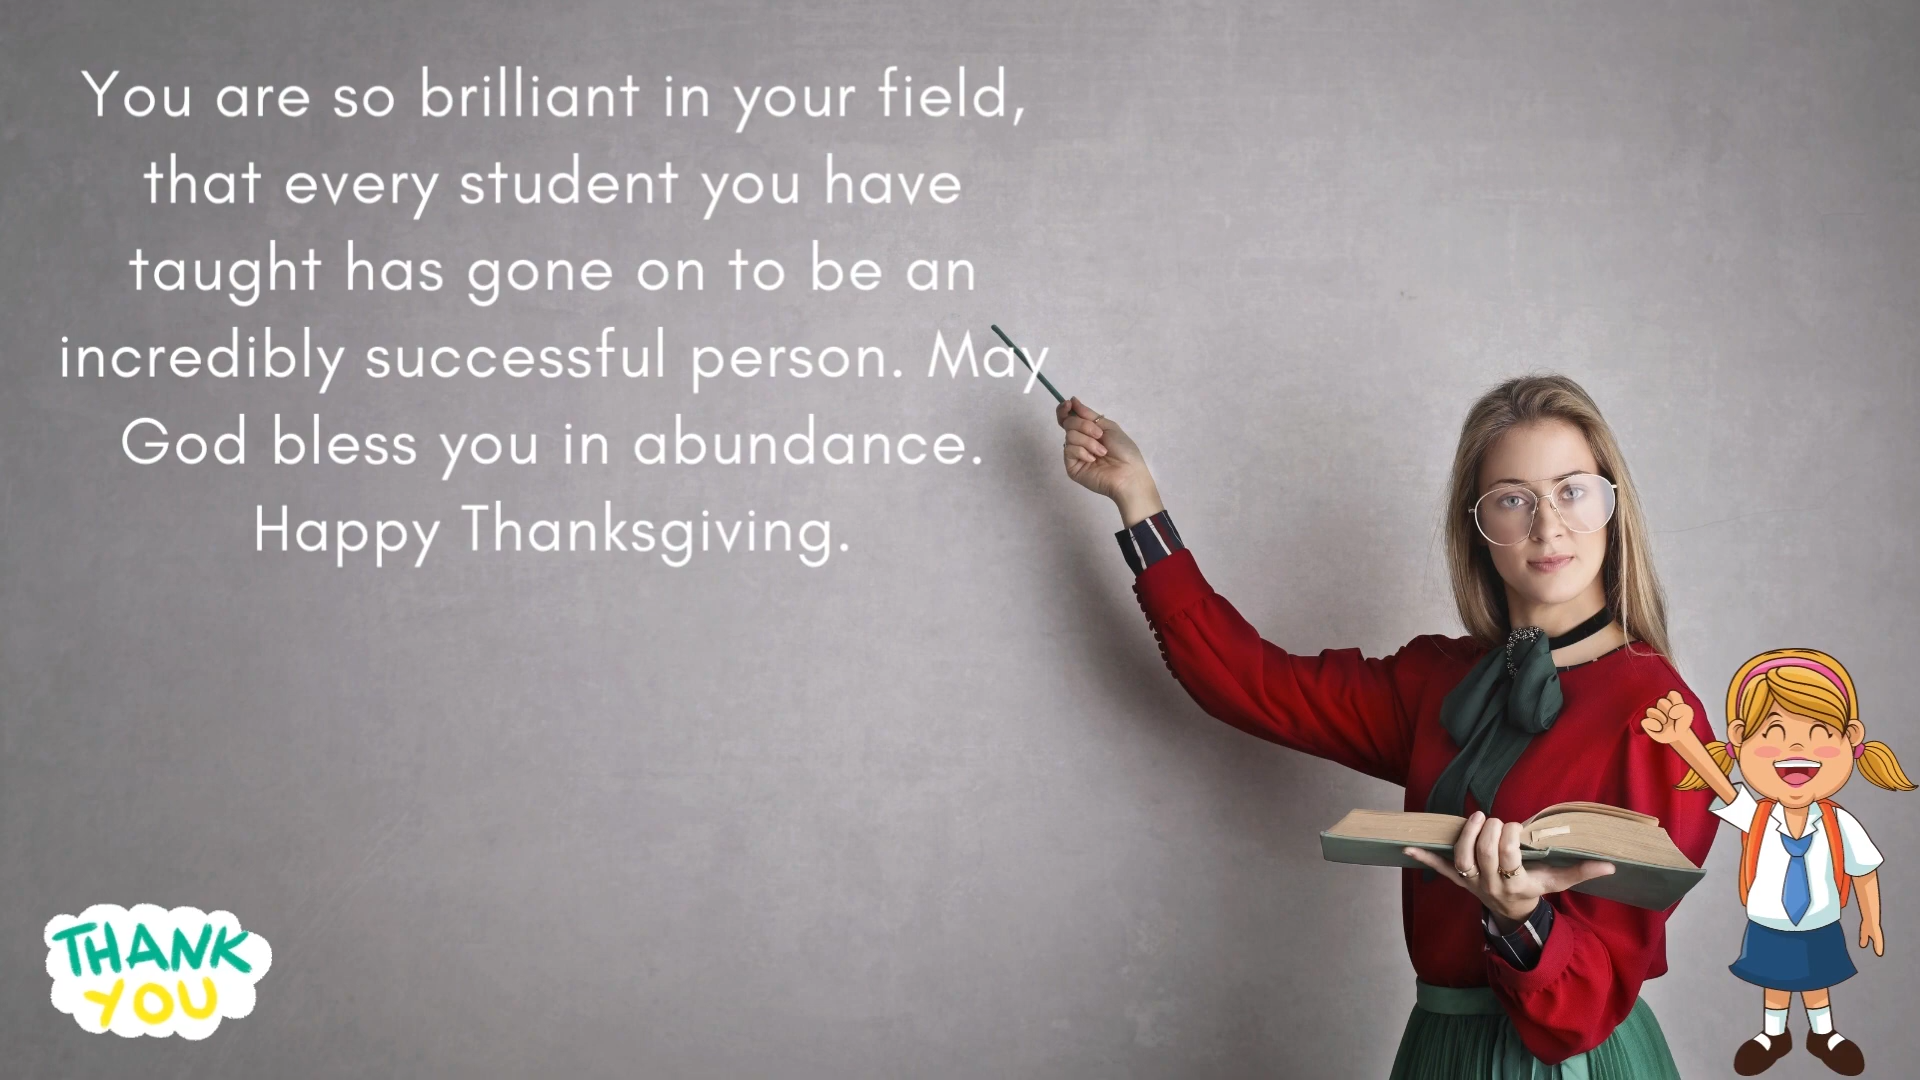 You are so brilliant in your field,
that every student you have
taught has gone on to be an
incredibly successful person. May
God bless you in abundance.
Happy Thanksgiving.
THANK
YOU